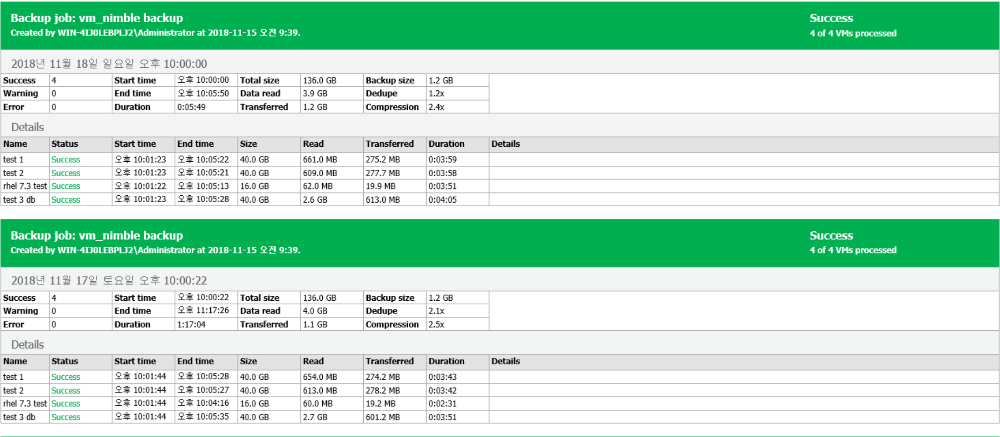 Backup job: vm_nimble backup Success
Created by WIN-4IJ0LEBPLJ2\Administrator at 2018-11-15 오전 9:39. 4 of 4 VMs processed
2018년 11월 18일 일요일 오후 10:00:00
Success 4 Start time 오후 10:00:00 Total size 136.0 GB Backup size 1.2 GB
Warning 0 End time 오후 10:05:50 Data read 3.9 GB Dedupe 1.2x
Error 0 Duration 0:05:49 Transferred 1.2 GB Compression 2.4x
Details
Name Status Start time End time Size Read Transferred Duration Details
test 1 Success 오후 10:01:23 오후 10:05:22 40.0 GB 661.0 MB 275.2 MB 0:03:59
test 2 Success 오후 10:01:23 오후 10:05:21 40.0 GB 609.0 MB 277.7 MB 0:03:58
rhel 7.3 test Success 오후 10:01:22 오후 10:05:13 16.0 GB 62.0 MB 19.9 MB 0:03:51
test 3 db Success 오후 10:01:23 오후 10:05:28 40.0 GB 2.6 GB 613.0 MB 0:04:05
Backup job: vm_nimble backup Success
Created by WIN-4IJ0LEBPLJ2\Administrator at 2018-11-15 오전 9:39. 4 of 4 VMs processed
2018년 11월 17일 토요일 오후 10:00:22
Success 4 Start time 오후 10:00:22 Total size 136.0 GB Backup size 1.2 GB
Warning 0 End time 오후 11:17:26 Data read 4.0 GB Dedupe 2.1x
Error 0 Duration 1:17:04 Transferred 1.1 GB Compression 2.5x
Details
Name Status Start time End time Size Read Transferred Duration Details
test 1 Success 오후 10:01:44 오후 10:05:28 40.0 GB 654.0 MB 274.2 MB 0:03:43
test 2 Success 오후 10:01:44 오후 10:05:27 40.0 GB 613.0 MB 278.2 MB 0:03:42
rhel 7.3 test Success 오후 10:01:44 오후 10:04:16 16.0 GB 60.0 MB 19.2 MB 0:02:31
test 3 db Success 오후 10:01:44 오후 10:05:35 40.0 GB 2.7 GB 601.2 MB 0:03:51